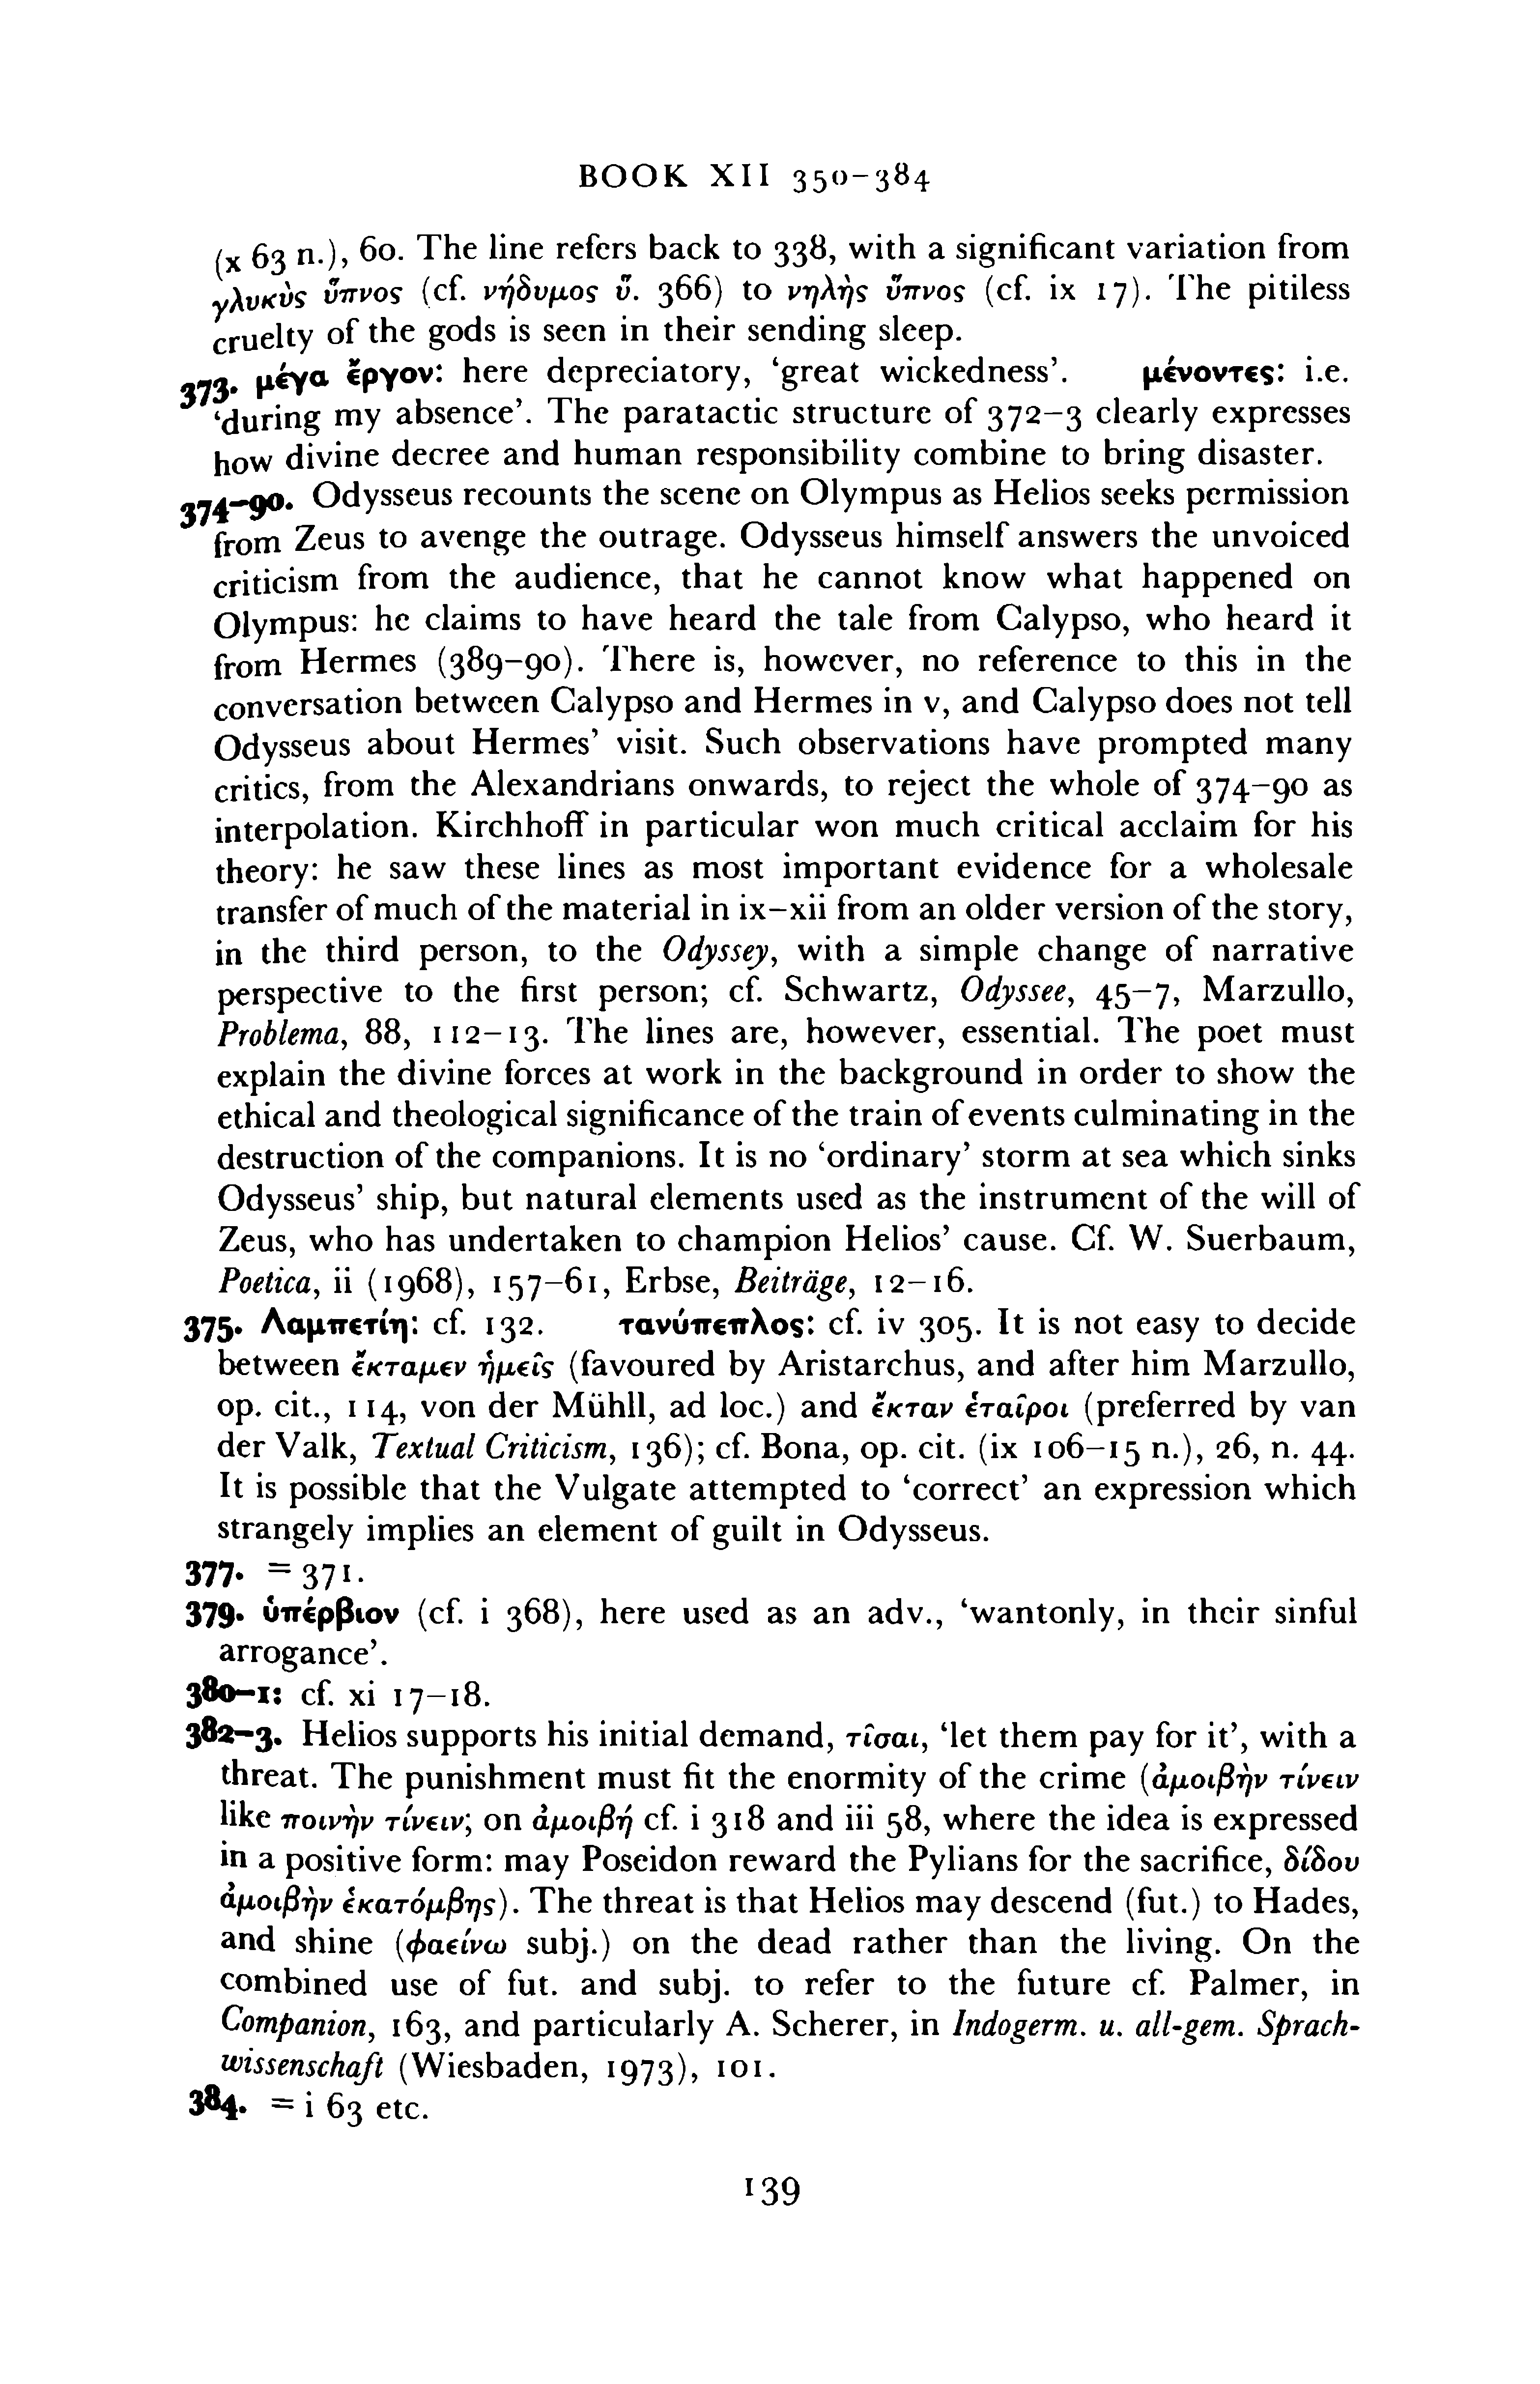 BOOK XII 350–384
(x 63 n.), 60. The line refers back to 338, with a significant variation from
γλυκὺς ὕπνος (cf. νήδυμος ὕ. 366) to νηλὴς ὕπνος (cf. ix 17). The pitiless
cruelty of the gods is seen in their sending sleep.
373. μέγα ἔργον: here depreciatory, ‘great wickedness’. μένοντες: i.e.
‘during my absence’. The paratactic structure of 372–3 clearly expresses
how divine decree and human responsibility combine to bring disaster.
374–90. Odysseus recounts the scene on Olympus as Helios seeks permission
from Zeus to avenge the outrage. Odysseus himself answers the unvoiced
criticism from the audience, that he cannot know what happened on
Olympus: he claims to have heard the tale from Calypso, who heard it
from Hermes (389–90). There is, however, no reference to this in the
conversation between Calypso and Hermes in v, and Calypso does not tell
Odysseus about Hermes’ visit. Such observations have prompted many
critics, from the Alexandrians onwards, to reject the whole of 374–90 as
interpolation. Kirchhoff in particular won much critical acclaim for his
theory: he saw these lines as most important evidence for a wholesale
transfer of much of the material in ix–xii from an older version of the story,
in the third person, to the Odyssey, with a simple change of narrative
perspective to the first person; cf. Schwartz, Odyssee, 45–7, Marzullo,
Problema, 88, 112–13. The lines are, however, essential. The poet must
explain the divine forces at work in the background in order to show the
ethical and theological significance of the train of events culminating in the
destruction of the companions. It is no ‘ordinary’ storm at sea which sinks
Odysseus’ ship, but natural elements used as the instrument of the will of
Zeus, who has undertaken to champion Helios’ cause. Cf. W. Suerbaum,
Poetica, ii (1968), 157–61, Erbse, Beiträge, 12–16.
375. Λαμπετίη: cf. 132. τανύπεπλος: cf. iv 305. It is not easy to decide
between ἔκταμεν ἡμεῖς (favoured by Aristarchus, and after him Marzullo,
op. cit., 114, von der Mühll, ad loc.) and ἔκταν ἑταῖροι (preferred by van
der Valk, Textual Criticism, 136); cf. Bona, op. cit. (ix 106–15 n.), 26, n. 44.
It is possible that the Vulgate attempted to ‘correct’ an expression which
strangely implies an element of guilt in Odysseus.
377. = 371.
379. ὑπέρβιον (cf. i 368), here used as an adv., ‘wantonly, in their sinful
arrogance’.
380–1: cf. xi 17–18.
382–3. Helios supports his initial demand, τῖσαι, ‘let them pay for it’, with a
threat. The punishment must fit the enormity of the crime (ἀμοιβὴν τίνειν
like ποινὴν τίνειν; on ἀμοιβή cf. i 318 and iii 58, where the idea is expressed
in a positive form: may Poseidon reward the Pylians for the sacrifice, δίδου
ἀμοιβὴν ἑκατόμβης). The threat is that Helios may descend (fut.) to Hades,
and shine (φαείνω subj.) on the dead rather than the living. On the
combined use of fut. and subj. to refer to the future cf. Palmer, in
Companion, 163, and particularly A. Scherer, in Indogerm. u. all-gem. Sprach-
wissenschaft (Wiesbaden, 1973), 101.
384. = i 63 etc.
139